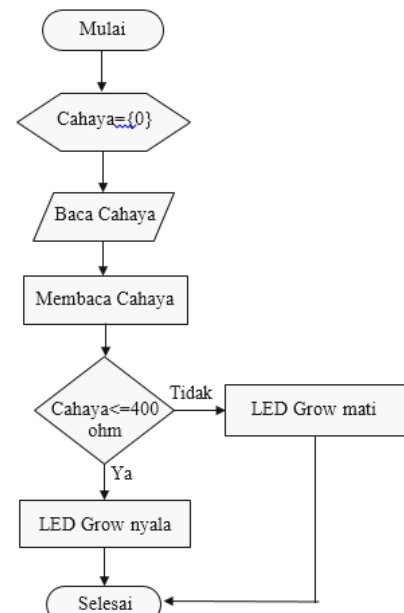 Mulai
Cahaya={0}
Baca Cahaya
Membaca Cahaya
Cahaya<=400
ohm
Tidak
LED Grow mati
Ya
LED Grow nyala
Selesai